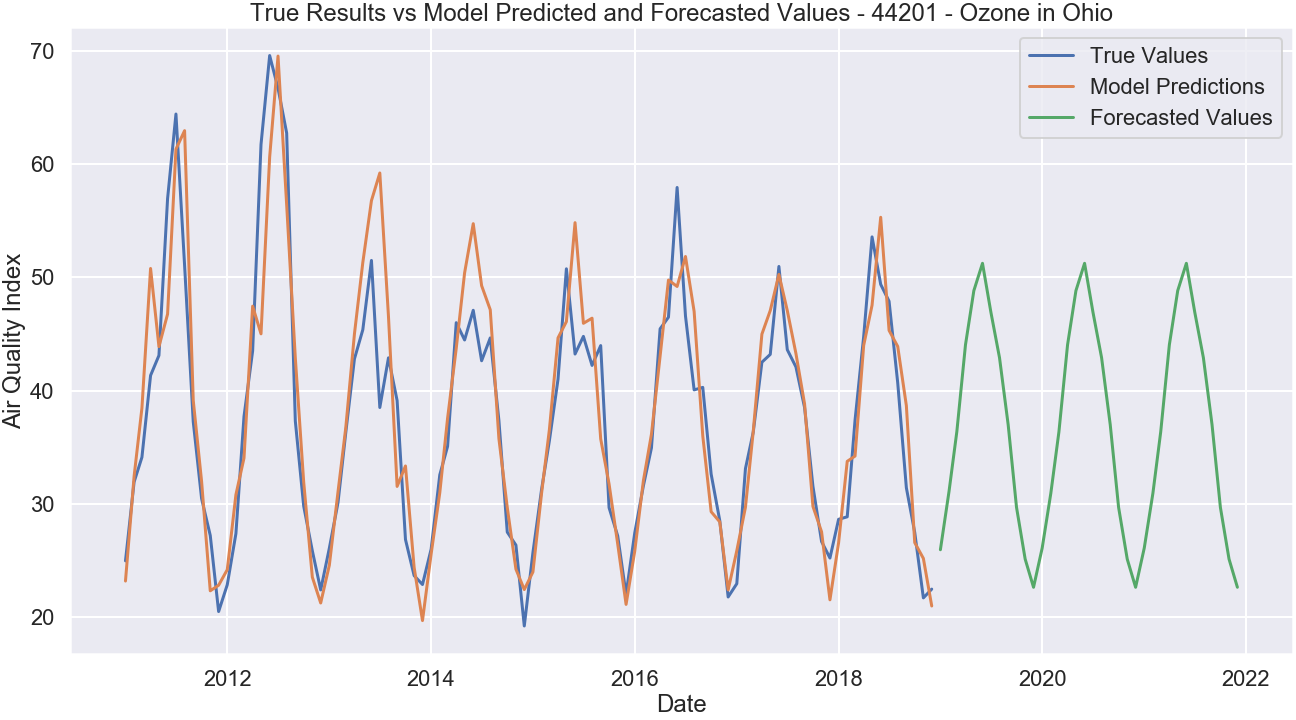 True Results vs Model Predicted and Forecasted Values - 44201 - Ozone in Ohio
True Values
Model Predictions
Forecasted Values
Air Quality Index
70
60
50
40
30
20
2012 2014 2016 2018 2020 2022
Date